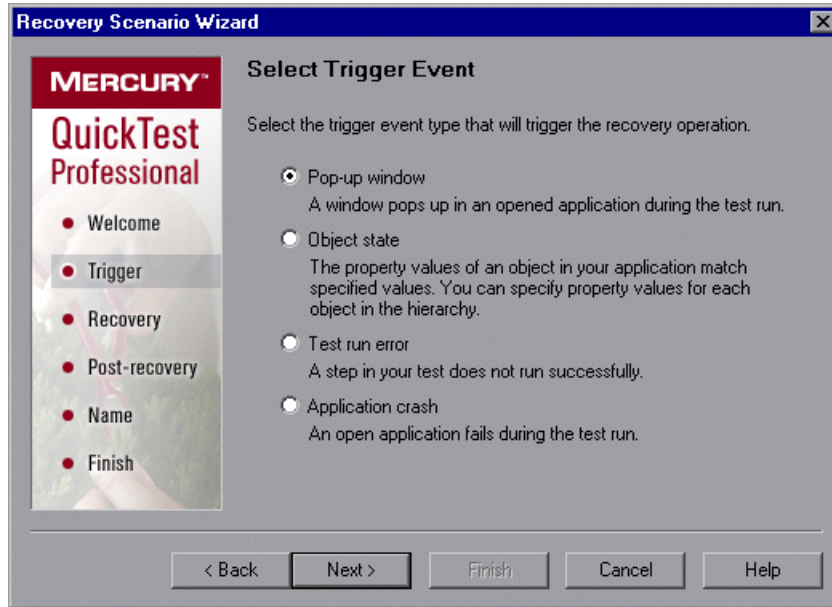 Recovery Scenario Wizard
MERCURY™
QuickTest
Professional
Welcome
Trigger
Recovery
Post-recovery
Name
Finish
Select Trigger Event
Select the trigger event type that will trigger the recovery operation.
Pop-up window
A window pops up in an opened application during the test run.
Object state
The property values of an object in your application match
specified values. You can specify property values for each
object in the hierarchy.
Test run error
A step in your test does not run successfully.
Application crash
An open application fails during the test run.
< Back
Next >
Finish
Cancel
Help